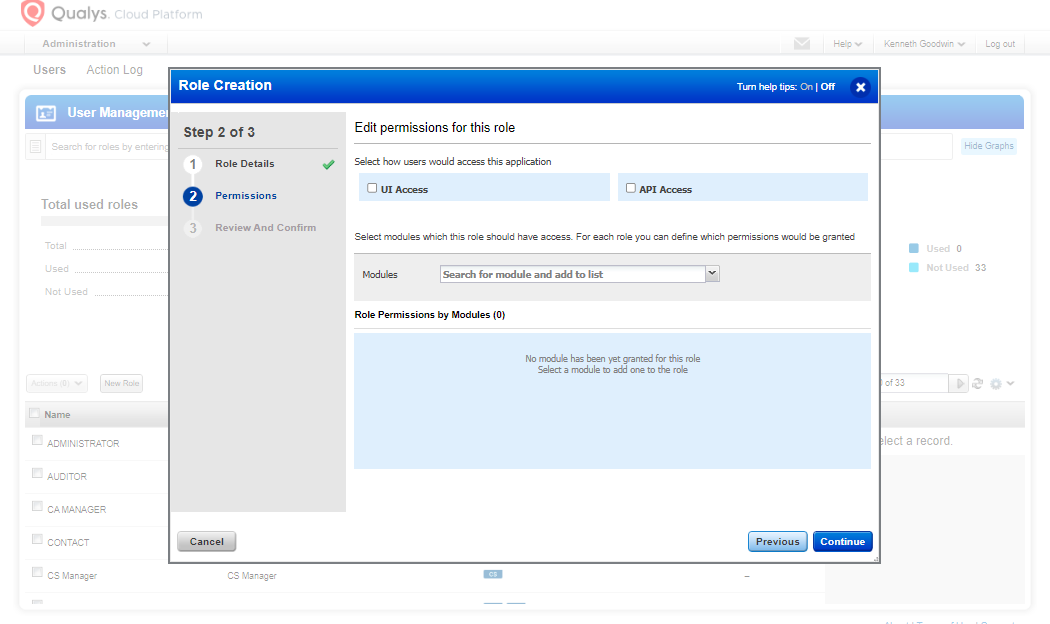 Qualys. Cloud Platform
Administration
Help
Kenneth Goodwin
Log out
Users
Action Log
User Managemer
Search for roles by entering
Hide Graphs
Total used roles
Total
Used
Not Used
Used 0
Not Used 33
Role Creation
Turn help tips: On | Off
Step 2 of 3
1 Role Details
2 Permissions
3 Review And Confirm
Edit permissions for this role
Select how users would access this application
UI Access
API Access
Select modules which this role should have access. For each role you can define which permissions would be granted
Modules
Search for module and add to list
Role Permissions by Modules (0)
No module has been yet granted for this role
Select a module to add one to the role
Cancel
Previous
Continue
Actions (0)
New Role
of 33
Name
elect a record.
ADMINISTRATOR
AUDITOR
CA MANAGER
CONTACT
CS Manager
CS Manager
CS
–